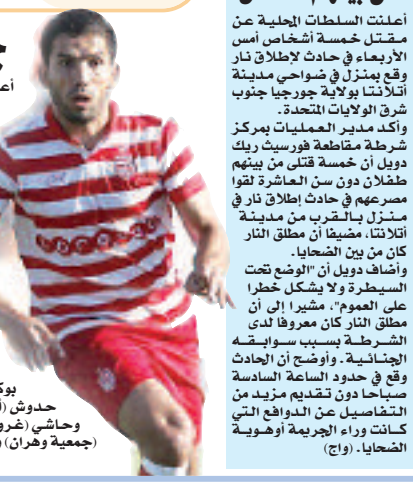 أعلنت السلطات المحلية عن
مقتل خمسة أشخاص أمس
الأربعاء في حادث لإطلاق نار
وقع بمنزل في ضواحي مدينة
أتلانتا بولاية جورجيا جنوب
شرق الولايات المتحدة.
وأكد مدير العمليات بمركز
شرطة مقاطعة فورسيث ريك
دويل أن خمسة قتلى من بينهم
طفلان دون سن العاشرة لقوا
مصرعهم في حادث إطلاق نار في
منزل بالقرب من مدينة
أتلانتا، مضيفا أن مطلق النار
كان من بين الضحايا.
وأضاف دويل أن "الوضع تحت
السيطرة ولا يشكل خطرا
على العموم"، مشيرا إلى أن
مطلق النار كان معروفا لدى
الشرطة بسبب سوابقه
الجنائية. وأوضح أن الحادث
وقع في حدود الساعة السادسة
صباحا دون تقديم مزيد من
التفاصيل عن الدوافع التي
كانت وراء الجريمة أوهوية
الضحايا. (واج)
أع
بوك
حدوش (أ
وحاشي (غرو
(جمعية وهران) و